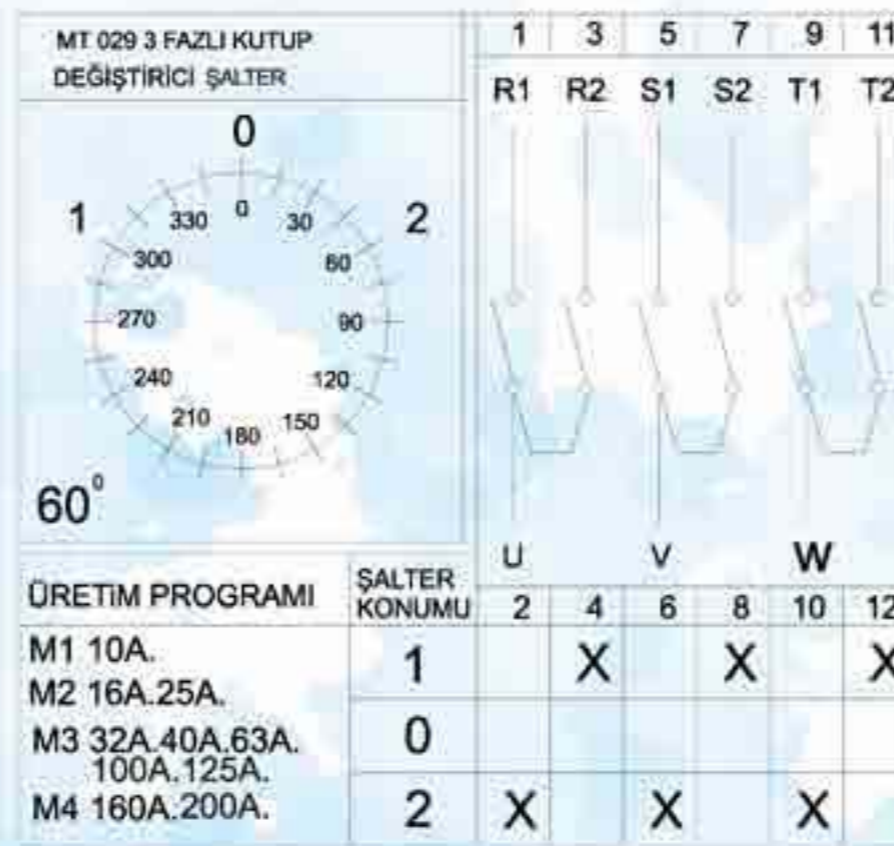 MT 029 3 FAZLI KUTUP
DEĞİŞTİRİCİ ŞALTER
0
1
2
330 0 30
300 60
270 90
240 120
210 180 150
60°
1 3 5 7 9 11
R1 R2 S1 S2 T1 T2
U V W
ÜRETİM PROGRAMI
M1 10A.
M2 16A.25A.
M3 32A.40A.63A.
100A.125A.
M4 160A.200A.
ŞALTER
KONUMU
2 4 6 8 10 12
1 X X X
0
2 X X X